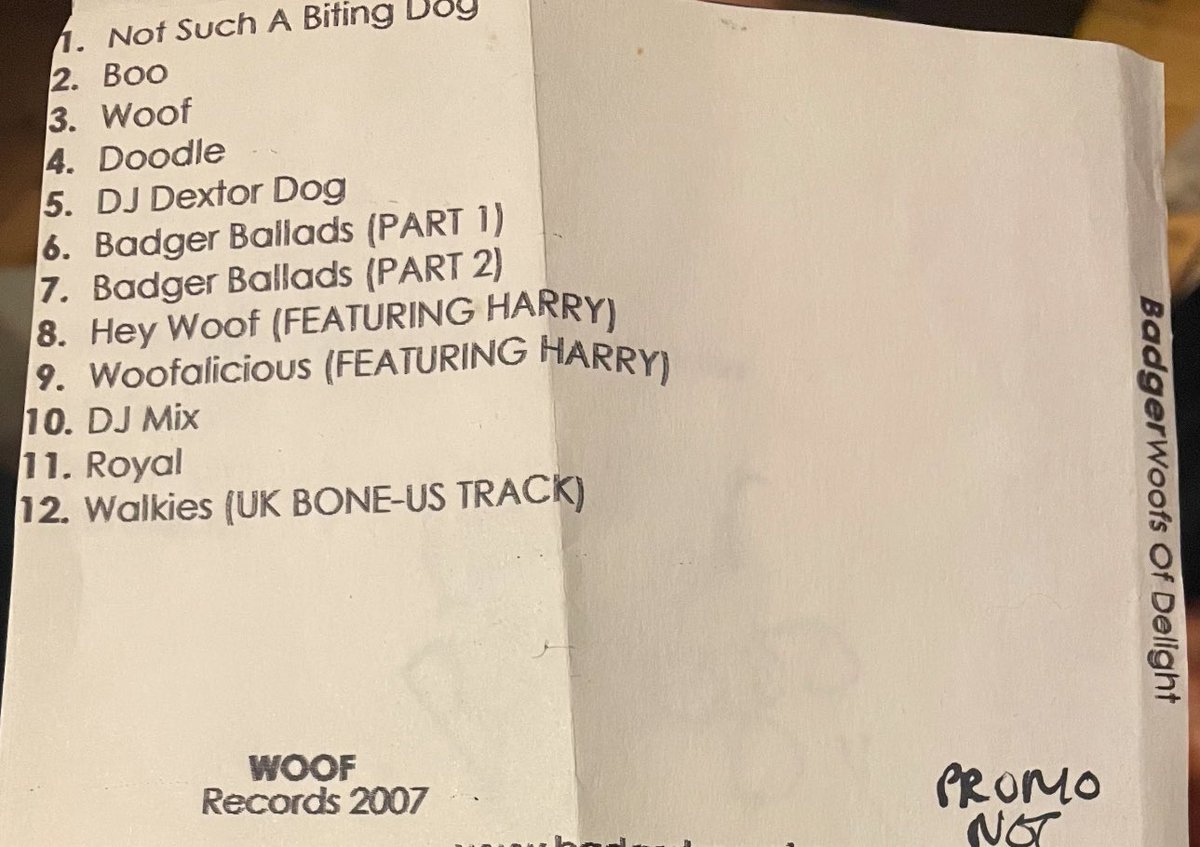 1. Not Such A Biting Dog
2. Boo
3. Woof
4. Doodle
5. DJ Dextor Dog
6. Badger Ballads (PART 1)
7. Badger Ballads (PART 2)
8. Hey Woof (FEATURING HARRY)
9. Woofalicious (FEATURING HARRY)
10. DJ Mix
11. Royal
12. Walkies (UK BONE-US TRACK)
WOOF
Records 2007
BadgerWoofs Of Delight
PROMO
NOT